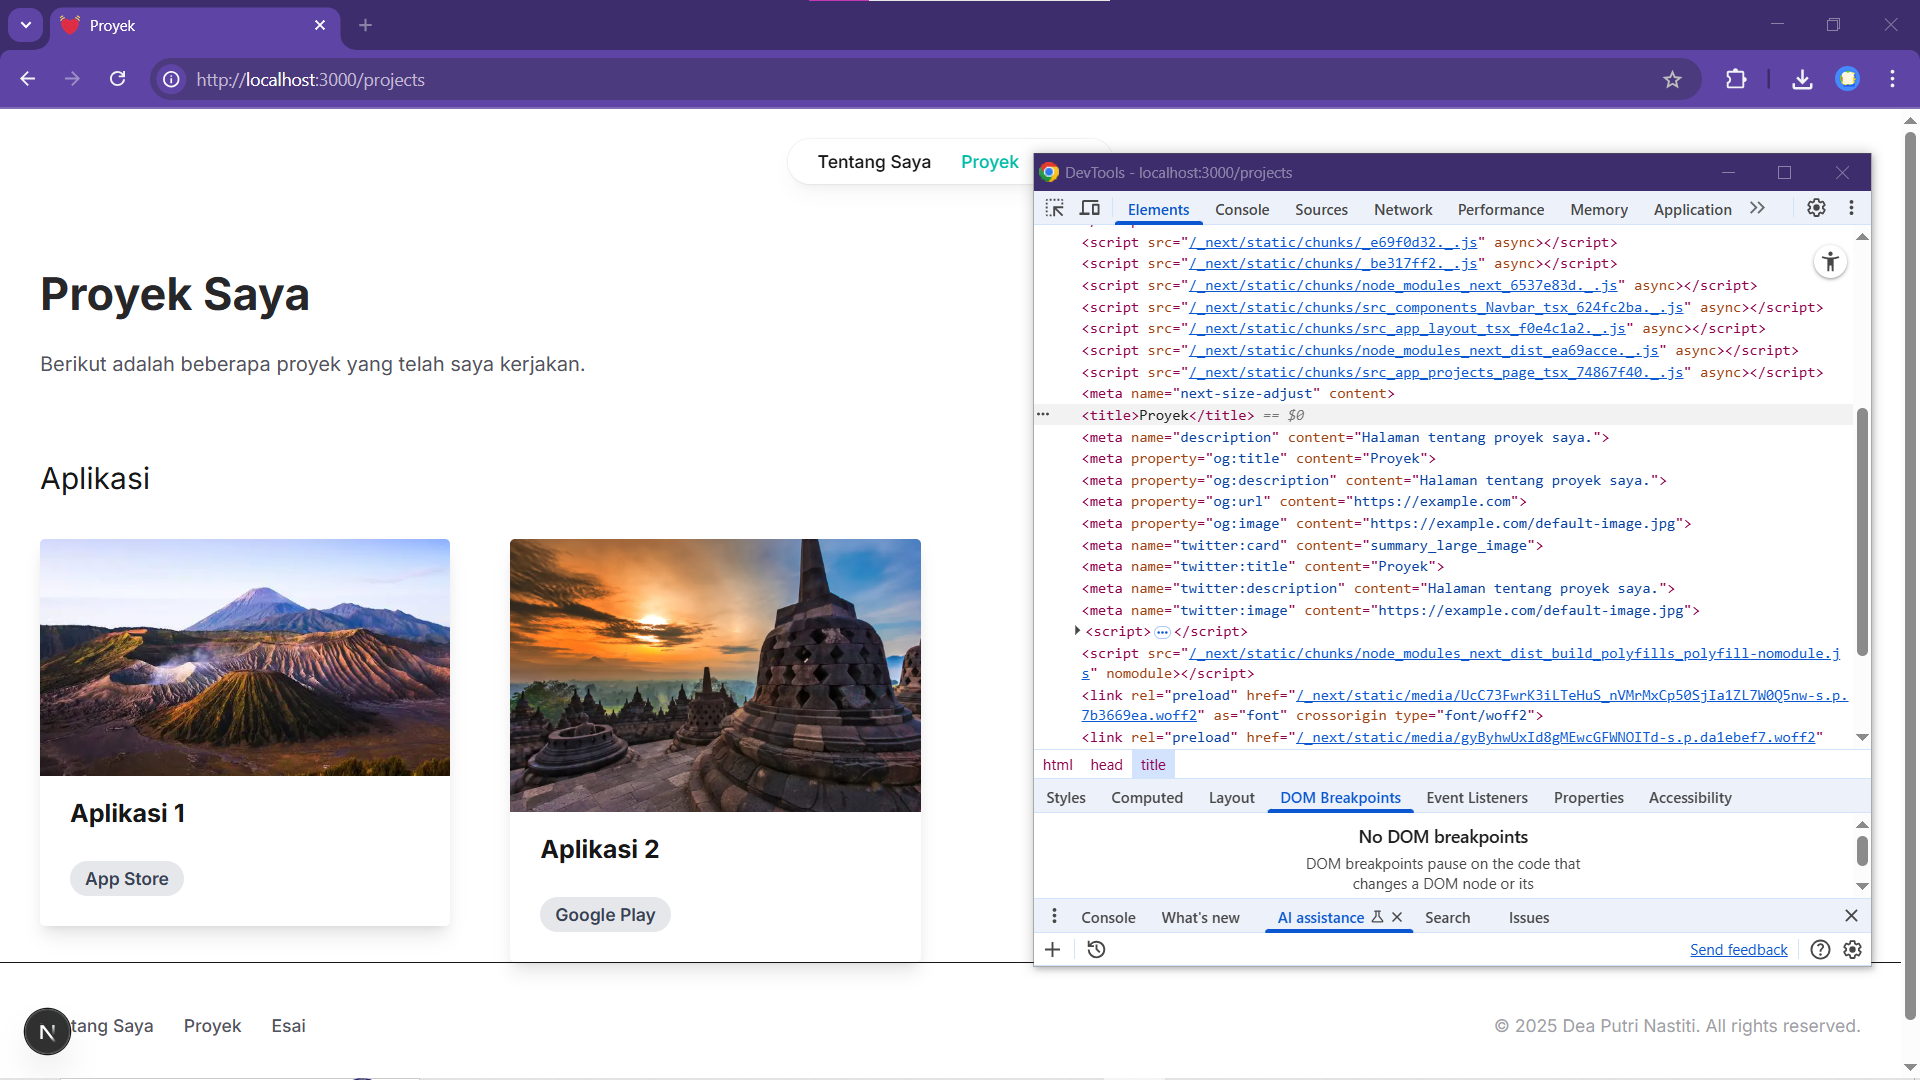 Proyek
http://localhost:3000/projects
Tentang Saya Proyek
Proyek Saya
Berikut adalah beberapa proyek yang telah saya kerjakan.
Aplikasi
Aplikasi 1
App Store
Aplikasi 2
Google Play
DevTools - localhost:3000/projects
Elements Console Sources Network Performance Memory Application
<script src="/_next/static/chunks/_e69f0d32._.js" async></script>
<script src="/_next/static/chunks/_be317ff2._.js" async></script>
<script src="/_next/static/chunks/node_modules_next_6537e83d._.js" async></script>
<script src="/_next/static/chunks/src_components_Navbar_tsx_624fc2ba._.js" async></script>
<script src="/_next/static/chunks/src_app_layout_tsx_f0e4c1a2._.js" async></script>
<script src="/_next/static/chunks/node_modules_next_dist_ea69acce._.js" async></script>
<script src="/_next/static/chunks/src_app_projects_page_tsx_74867f40._.js" async></script>
<meta name="next-size-adjust" content>
<title>Proyek</title> == $0
<meta name="description" content="Halaman tentang proyek saya.">
<meta property="og:title" content="Proyek">
<meta property="og:description" content="Halaman tentang proyek saya.">
<meta property="og:url" content="https://example.com">
<meta property="og:image" content="https://example.com/default-image.jpg">
<meta name="twitter:card" content="summary_large_image">
<meta name="twitter:title" content="Proyek">
<meta name="twitter:description" content="Halaman tentang proyek saya.">
<meta name="twitter:image" content="https://example.com/default-image.jpg">
<script>…</script>
<script src="/_next/static/chunks/node_modules_next_dist_build_polyfills_polyfill-nomodule.j
s" nomodule></script>
<link rel="preload" href="/_next/static/media/UcC73FwrK3iLTeHuS_nVMrMxCp50SjIa1ZL7W0Q5nw-s.p.
7b3669ea.woff2" as="font" crossorigin type="font/woff2">
<link rel="preload" href="/_next/static/media/gyByhwUxId8gMEwcGFWNOITd-s.p.da1ebef7.woff2"
html head title
Styles Computed Layout DOM Breakpoints Event Listeners Properties Accessibility
No DOM breakpoints
DOM breakpoints pause on the code that
changes a DOM node or its
Console What's new AI assistance Search Issues
Send feedback
N
tang Saya Proyek Esai
© 2025 Dea Putri Nastiti. All rights reserved.